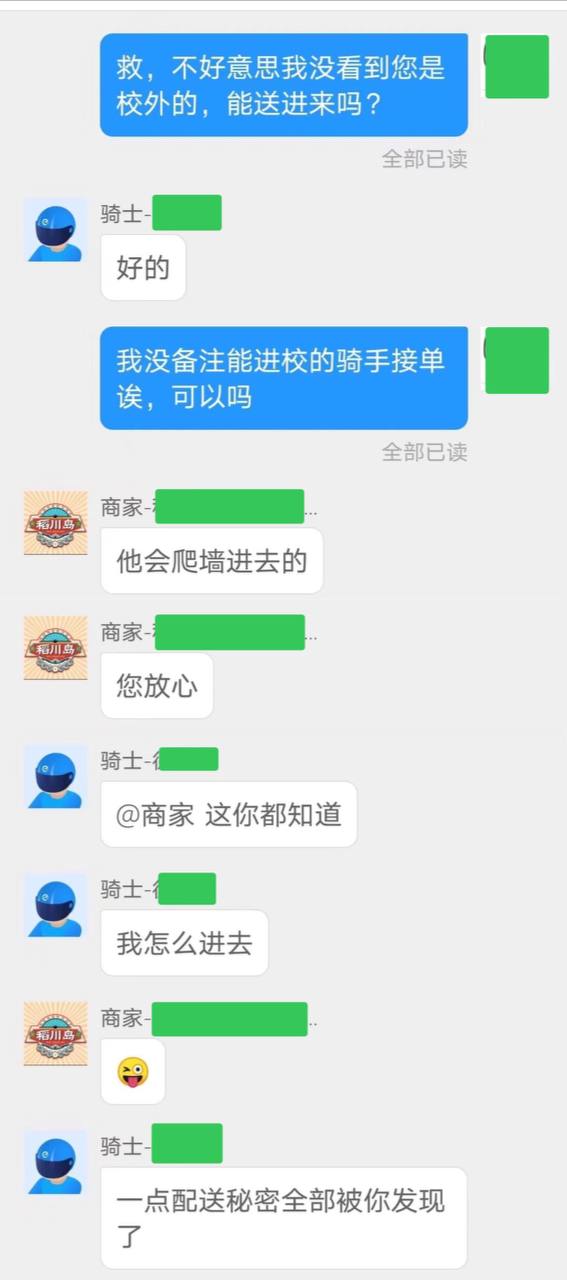 救，不好意思我没看到您是
校外的，能送进来吗？
全部已读
骑士-
好的
我没备注能进校的骑手接单
诶，可以吗
全部已读
商家-
稻川岛
他会爬墙进去的
商家-
稻川岛
您放心
骑士-
@商家 这你都知道
骑士-
我怎么进去
商家-
稻川岛
骑士-
一点配送秘密全部被你发现
了